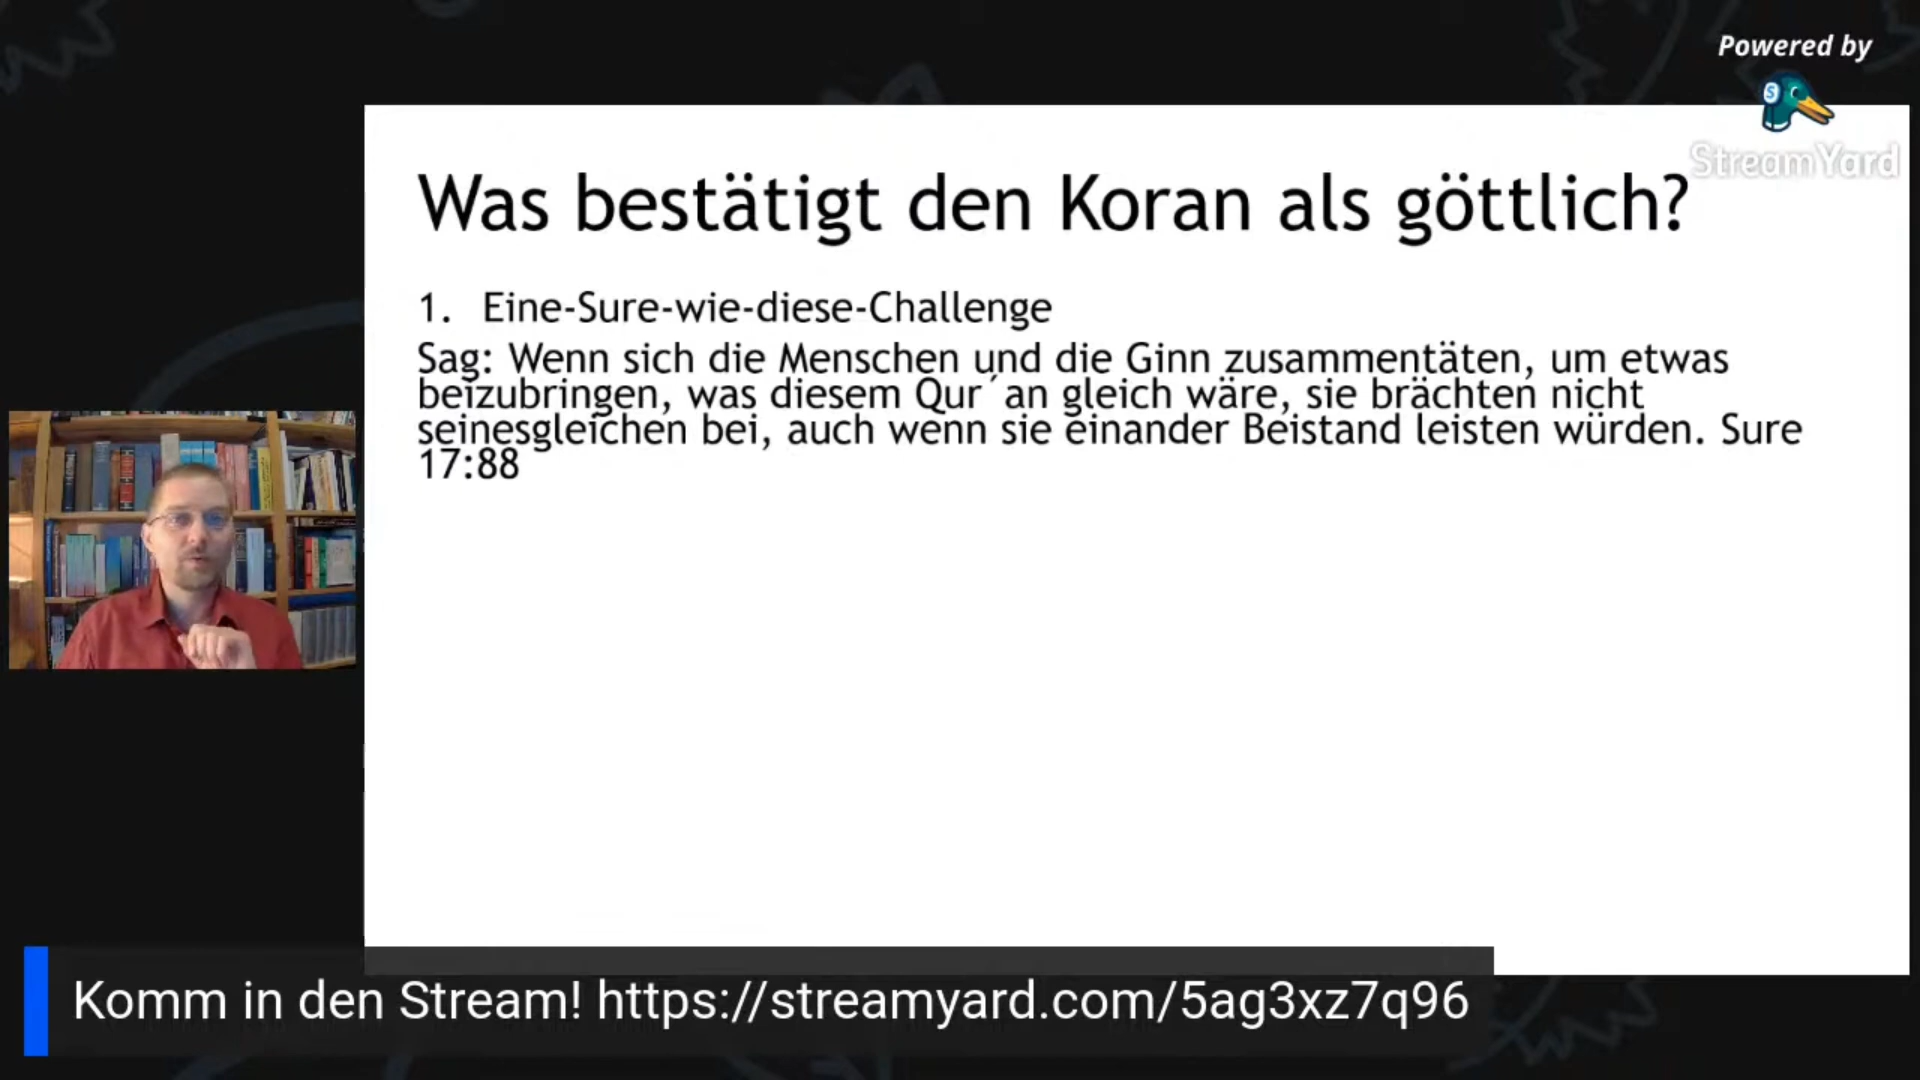 Powered by
StreamYard
Was bestätigt den Koran als göttlich?
1. Eine-Sure-wie-diese-Challenge
Sag: Wenn sich die Menschen und die Ginn zusammentäten, um etwas
beizubringen, was diesem Qur´an gleich wäre, sie brächten nicht
seinesgleichen bei, auch wenn sie einander Beistand leisten würden. Sure
17:88
Komm in den Stream! https://streamyard.com/5ag3xz7q96